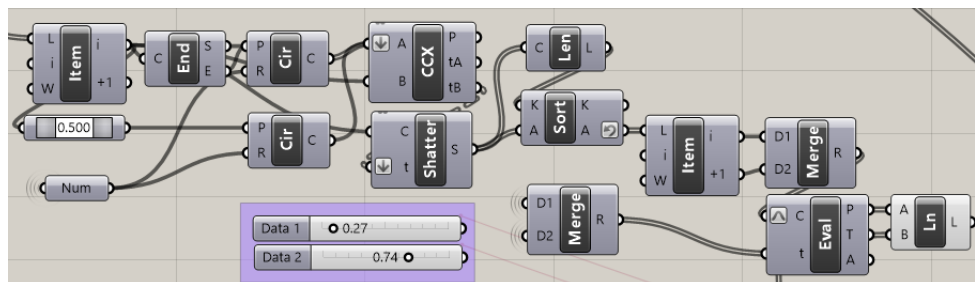 L
i
W
Item
i
+1
C
End
S
E
P
R
Cir
C
A
B
CCX
P
tA
tB
C
Len
L
0.500
P
R
Cir
C
C
t
Shatter
S
K
A
Sort
K
A
L
i
W
Item
i
+1
D1
D2
Merge
R
Num
D1
D2
Merge
R
C
t
Eval
P
T
A
A
B
Ln
L
Data 1
0.27
Data 2
0.74